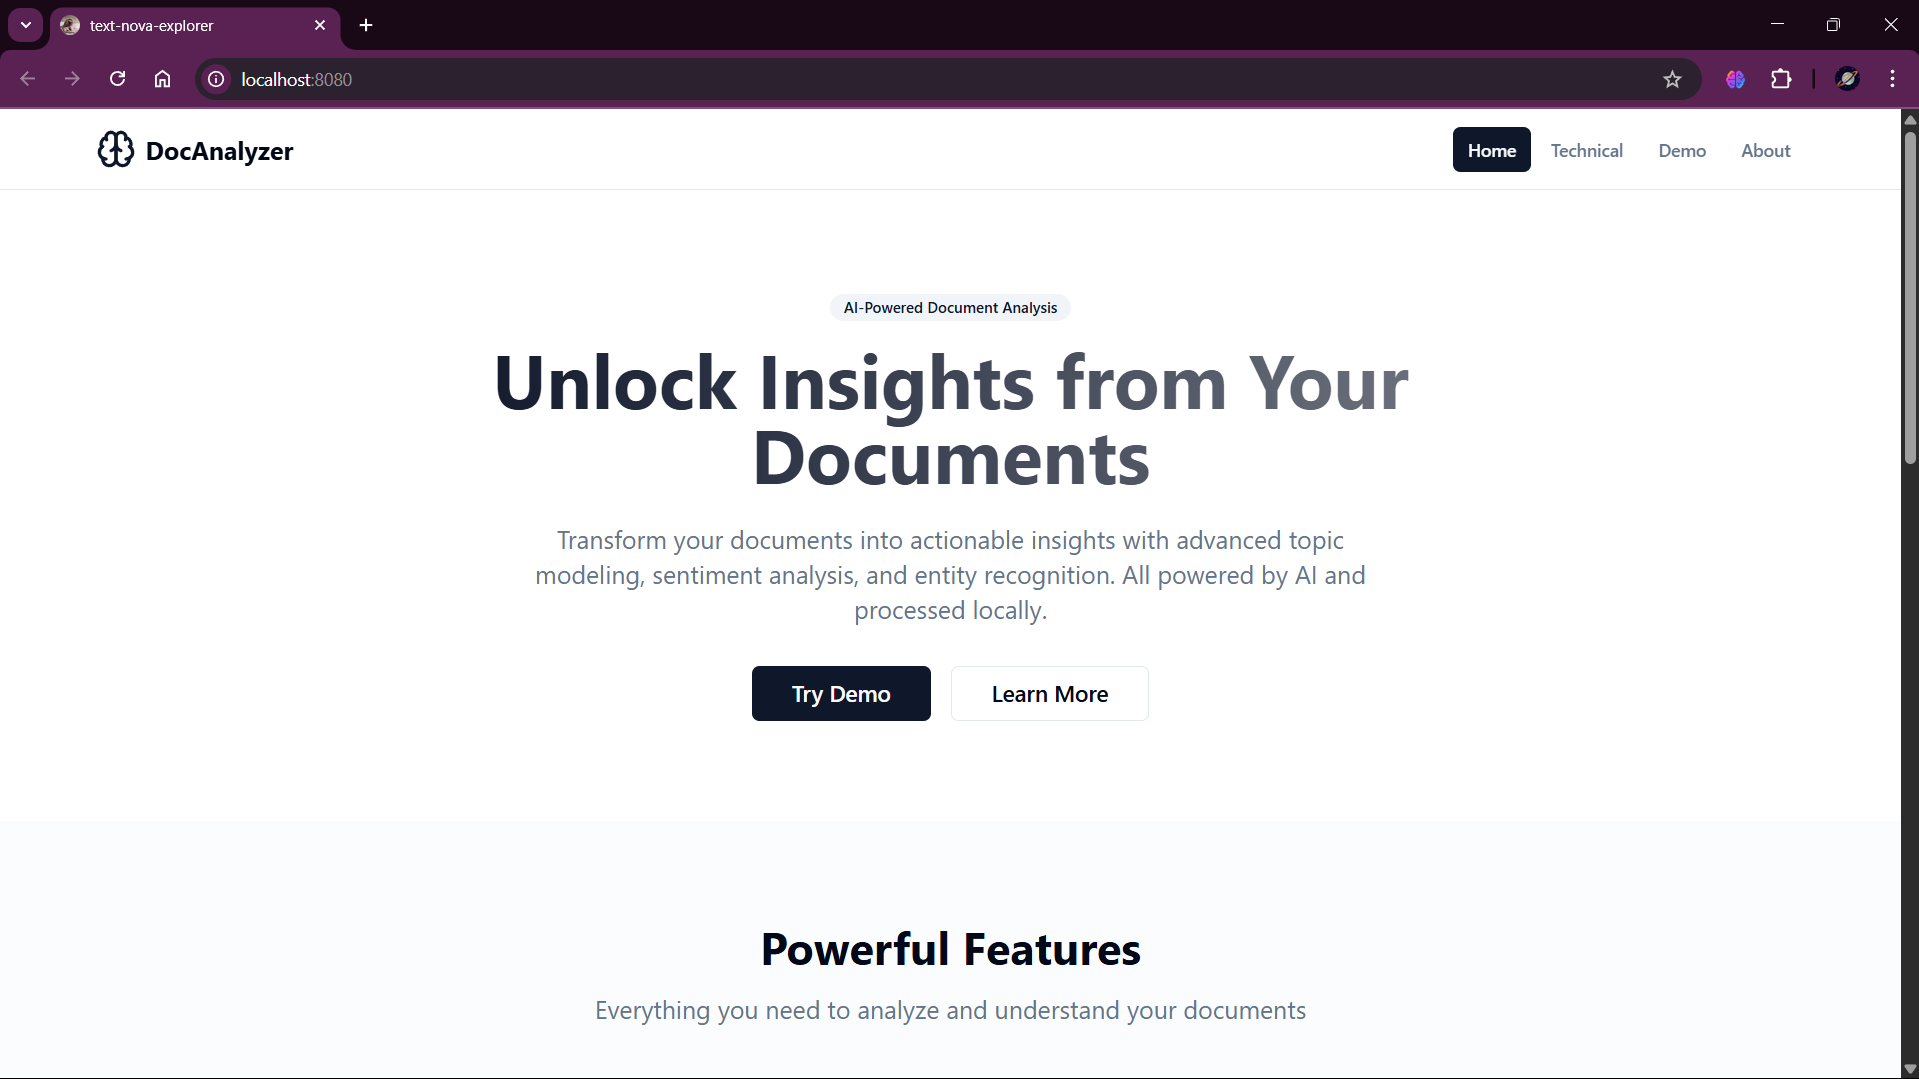 text-nova-explorer
localhost:8080
DocAnalyzer
Home
Technical
Demo
About
AI-Powered Document Analysis
Unlock Insights from Your
Documents
Transform your documents into actionable insights with advanced topic
modeling, sentiment analysis, and entity recognition. All powered by AI and
processed locally.
Try Demo
Learn More
Powerful Features
Everything you need to analyze and understand your documents